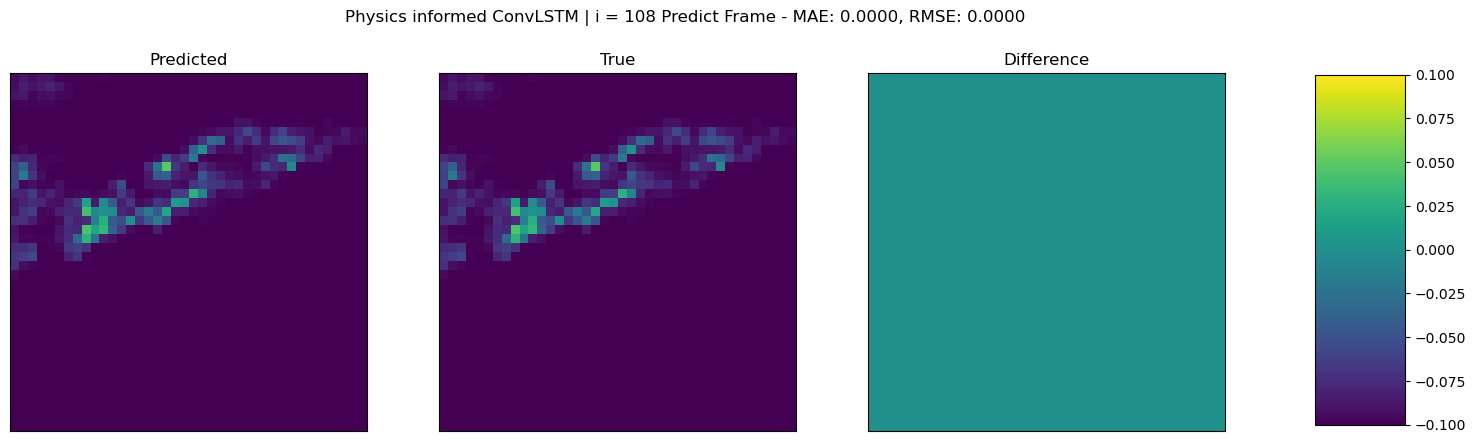 Physics informed ConvLSTM | i = 108 Predict Frame - MAE: 0.0000, RMSE: 0.0000
Predicted
True
Difference
0.100
0.075
0.050
0.025
0.000
−0.025
−0.050
−0.075
−0.100